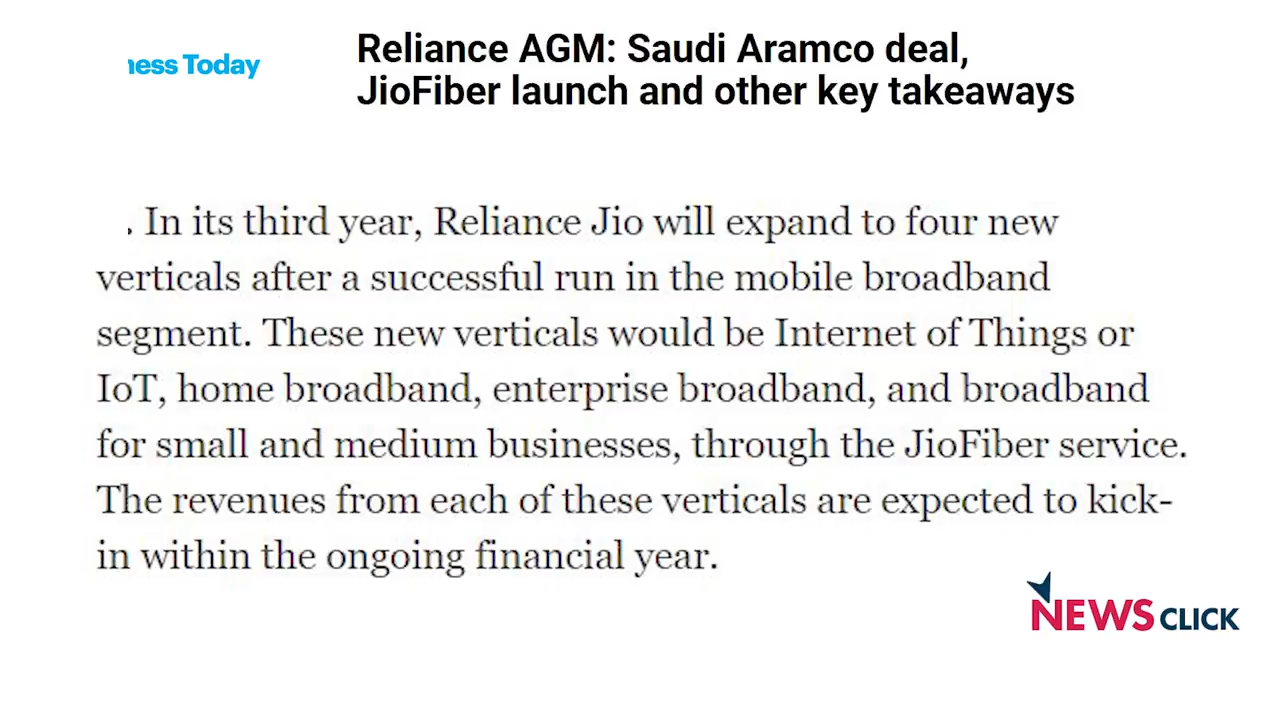 ness Today
Reliance AGM: Saudi Aramco deal,
JioFiber launch and other key takeaways
. In its third year, Reliance Jio will expand to four new
verticals after a successful run in the mobile broadband
segment. These new verticals would be Internet of Things or
IoT, home broadband, enterprise broadband, and broadband
for small and medium businesses, through the JioFiber service.
The revenues from each of these verticals are expected to kick-
in within the ongoing financial year.
NEWSCLICK